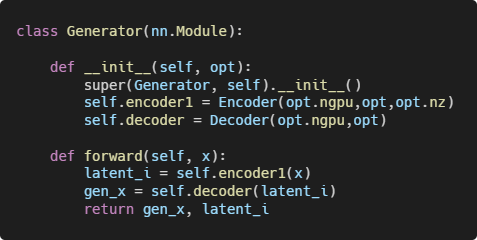 class Generator(nn.Module):
    def __init__(self, opt):
        super(Generator, self).__init__()
        self.encoder1 = Encoder(opt.ngpu,opt,opt.nz)
        self.decoder = Decoder(opt.ngpu,opt)
    def forward(self, x):
        latent_i = self.encoder1(x)
        gen_x = self.decoder(latent_i)
        return gen_x, latent_i